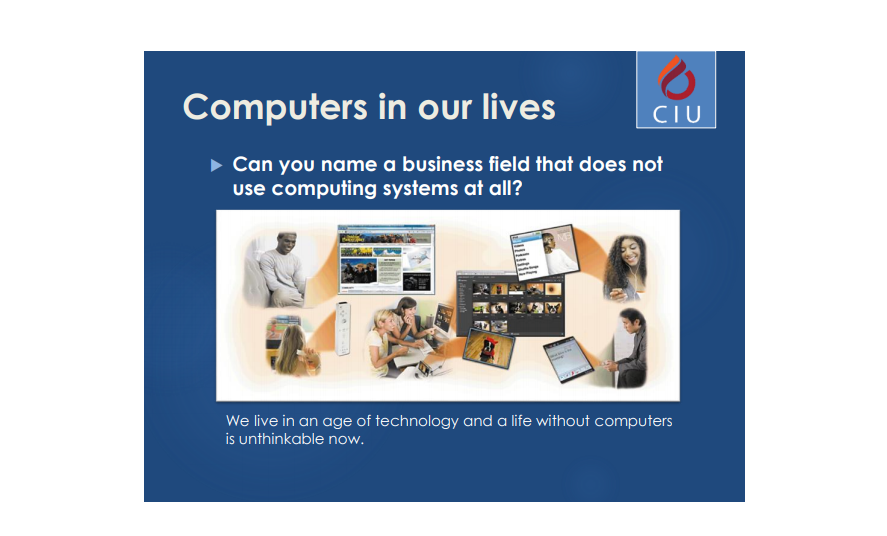 Computers in our lives
CIU
Can you name a business field that does not
use computing systems at all?
We live in an age of technology and a life without computers
is unthinkable now.